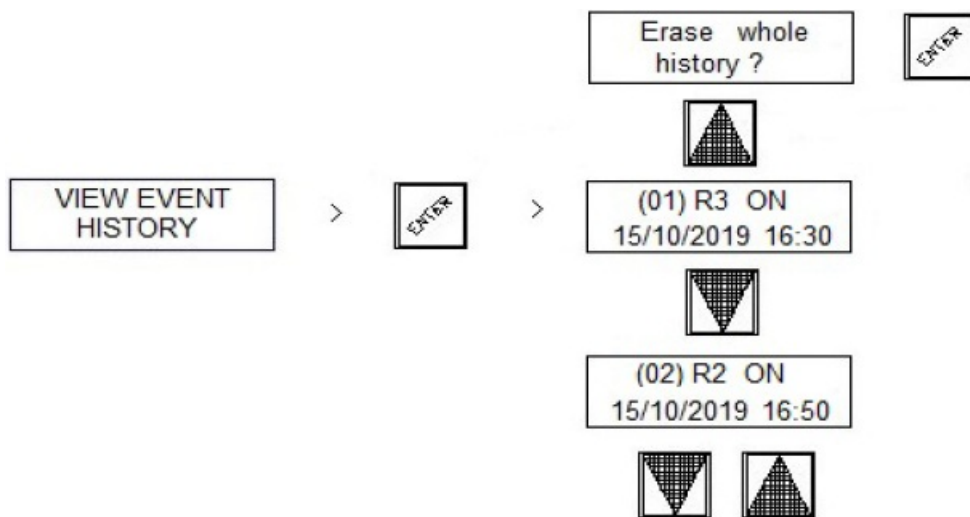 Erase whole
history ?
ENTER
VIEW EVENT
HISTORY
>
ENTER
>
(01) R3 ON
15/10/2019 16:30
(02) R2 ON
15/10/2019 16:50